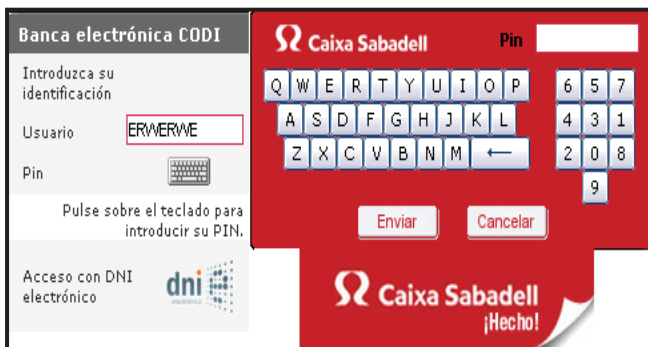 Banca electrónica CODI
Introduzca su
identificación
Usuario ERWERWE
Pin
Pulse sobre el teclado para
introducir su PIN.
Acceso con DNI
electrónico
dni
Caixa Sabadell
Pin
Q W E R T Y U I O P
A S D F G H J K L
Z X C V B N M ←
6 5 7
4 3 1
2 0 8
9
Enviar Cancelar
Caixa Sabadell
¡Hecho!